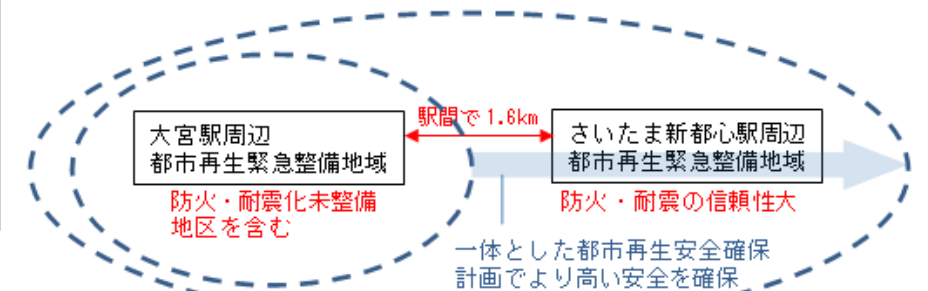 駅間で1.6km
大宮駅周辺
都市再生緊急整備地域
さいたま新都心駅周辺
都市再生緊急整備地域
防火・耐震化未整備
地区を含む
防火・耐震の信頼性大
一体とした都市再生安全確保
計画でより高い安全を確保